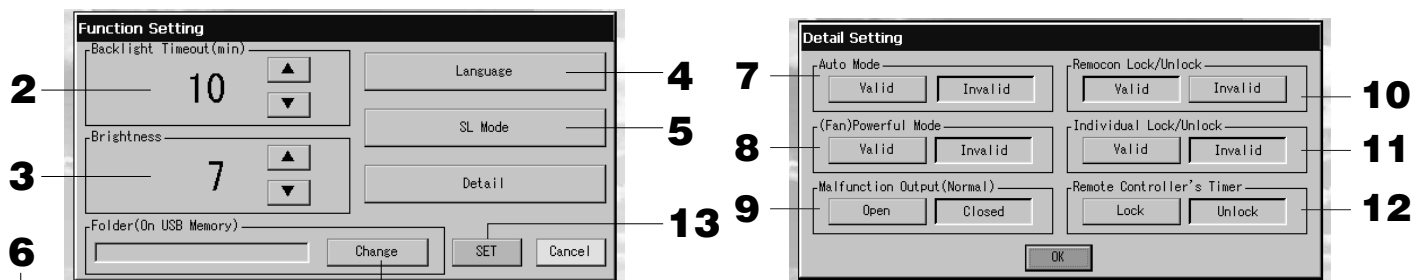 Function Setting
Backlight Timeout(min)
2
10
▲
▼
Language
4
SL Mode
5
Brightness
3
7
▲
▼
Detail
Folder(On USB Memory)
6
Change
SET
13
Cancel
Detail Setting
7
Auto Mode
Valid
Invalid
Remocon Lock/Unlock
Valid
Invalid
10
8
(Fan)Powerful Mode
Valid
Invalid
Individual Lock/Unlock
Valid
Invalid
11
9
Malfunction Output(Normal)
Open
Closed
Remote Controller's Timer
Lock
Unlock
12
OK